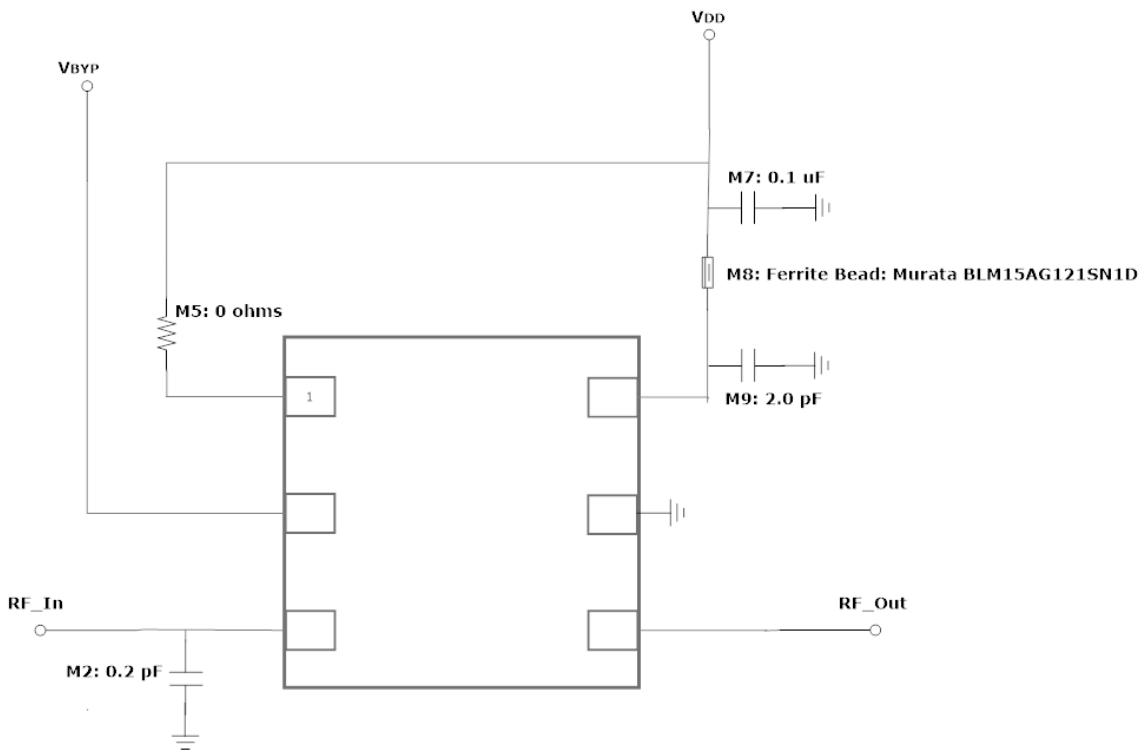 VDD
VBYP
M7: 0.1 uF
M8: Ferrite Bead: Murata BLM15AG121SN1D
M5: 0 ohms
1
M9: 2.0 pF
RF_In
RF_Out
M2: 0.2 pF